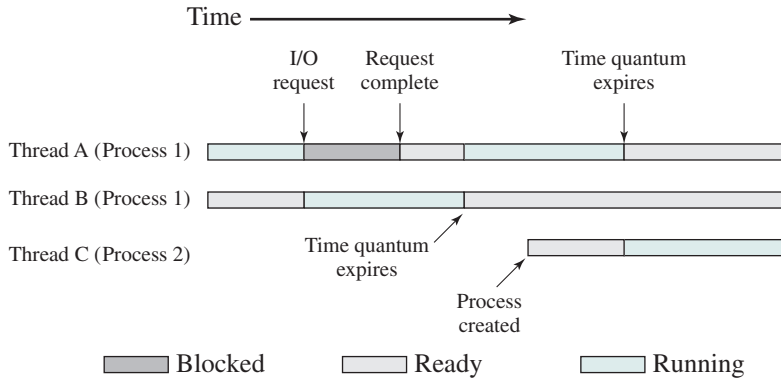 Time
I/O
request
Request
complete
Time quantum
expires
Thread A (Process 1)
Thread B (Process 1)
Time quantum
expires
Thread C (Process 2)
Process
created
Blocked
Ready
Running